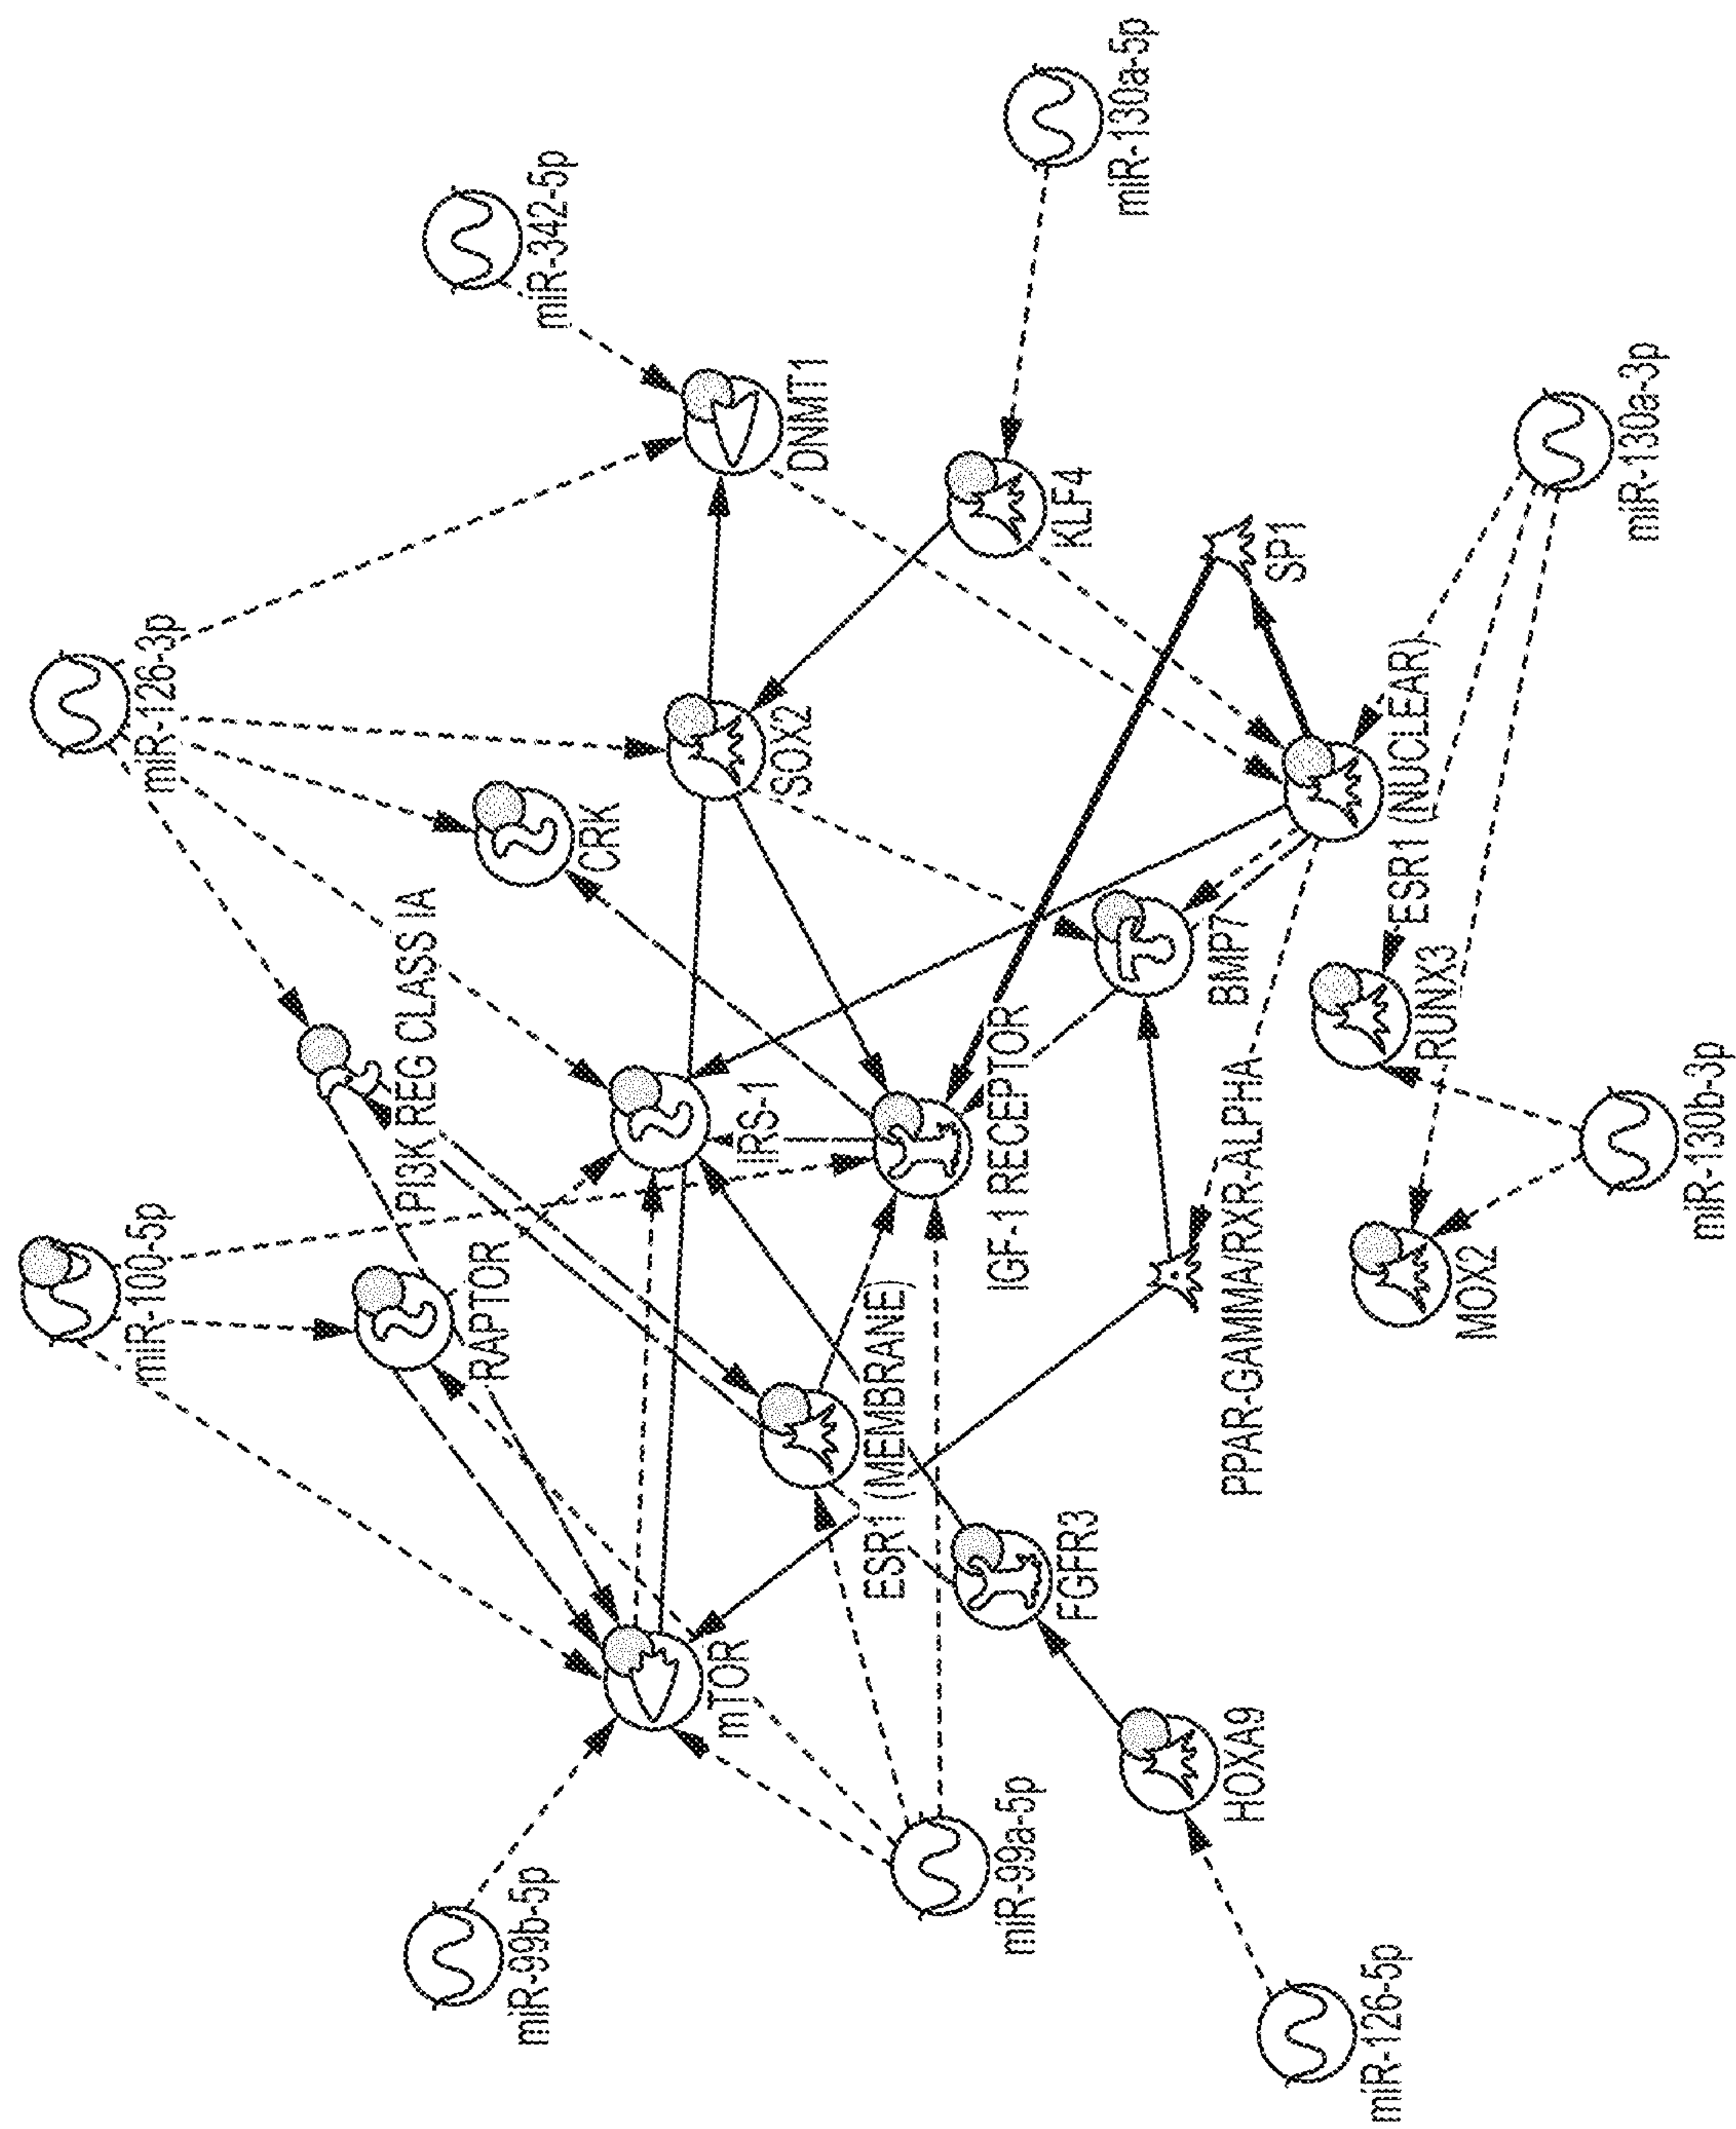 miR-100-5p
miR-126-3p
miR-342-5p
miR-130a-5p
miR-99b-5p
RAPTOR
PI3K REG CLASS IA
CRK
DNMT1
mTOR
IRS-1
SOX2
KLF4
miR-99a-5p
ESR1 (MEMBRANE)
IGF-1 RECEPTOR
SP1
FGFR3
BMP7
HOXA9
PPAR-GAMMA/RXR-ALPHA
ESR1 (NUCLEAR)
miR-126-5p
RUNX3
MOX2
miR-130a-3p
miR-130b-3p